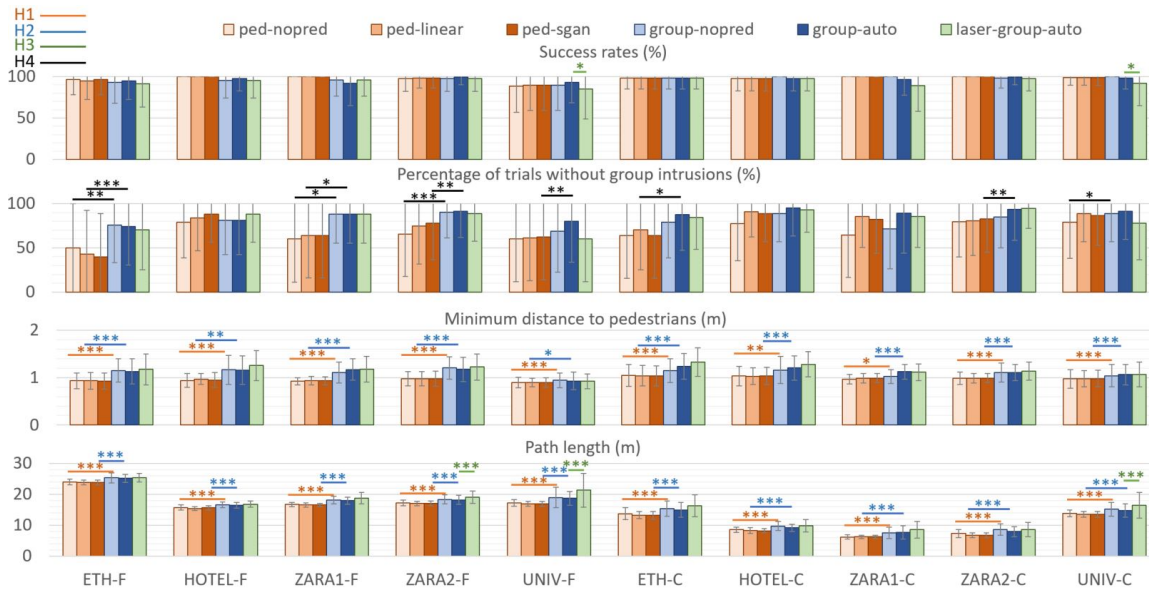 H1
H2
H3
H4
ped-nopred ped-linear ped-sgan group-nopred group-auto laser-group-auto
Success rates (%)
* *
100
50
0
Percentage of trials without group intrusions (%)
*** * ** ** * ** *
** * ***
100
50
0
Minimum distance to pedestrians (m)
2
*** ** *** *** * *** *** *** *** ***
*** *** *** *** *** *** ** * *** ***
1
0
Path length (m)
30
*** *** *** *** *** *** *** *** *** *** *** *** ***
*** *** *** *** *** *** *** *** *** ***
20
10
0
ETH-F HOTEL-F ZARA1-F ZARA2-F UNIV-F ETH-C HOTEL-C ZARA1-C ZARA2-C UNIV-C